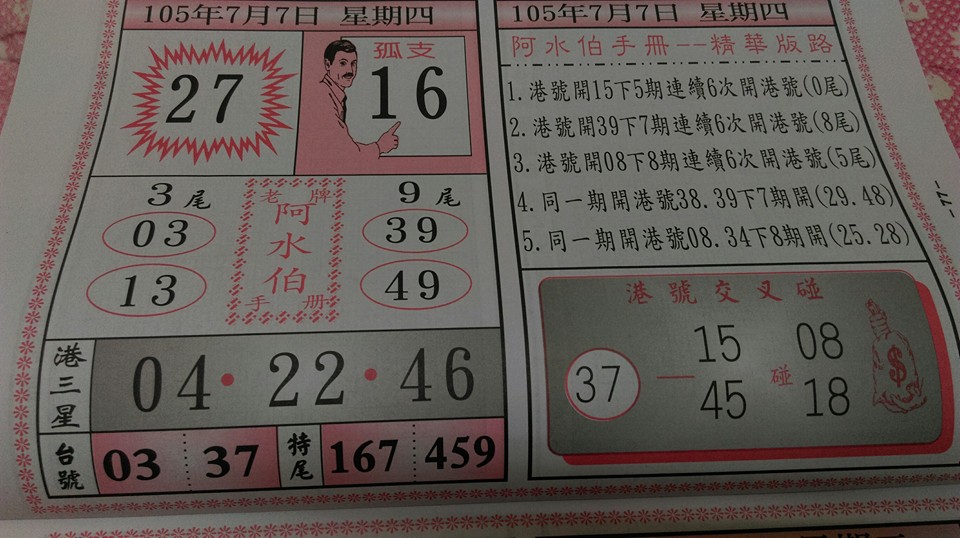 105年7月7日 星期四
27
孤支
16
3尾
9尾
03
39
13
49
老牌
阿水伯
手冊
港三星
04·22·46
台號
03
37
特尾
167
459
105年7月7日 星期四
阿水伯手冊--精華版路
1.港號開15下5期連續6次開港號(0尾)
2.港號開39下7期連續6次開港號(8尾)
3.港號開08下8期連續6次開港號(5尾)
4.同一期開港號38.39下7期開(29.48)
5.同一期開港號08.34下8期開(25.28)
港號交叉碰
15
08
37
碰
45
18
$
-77-